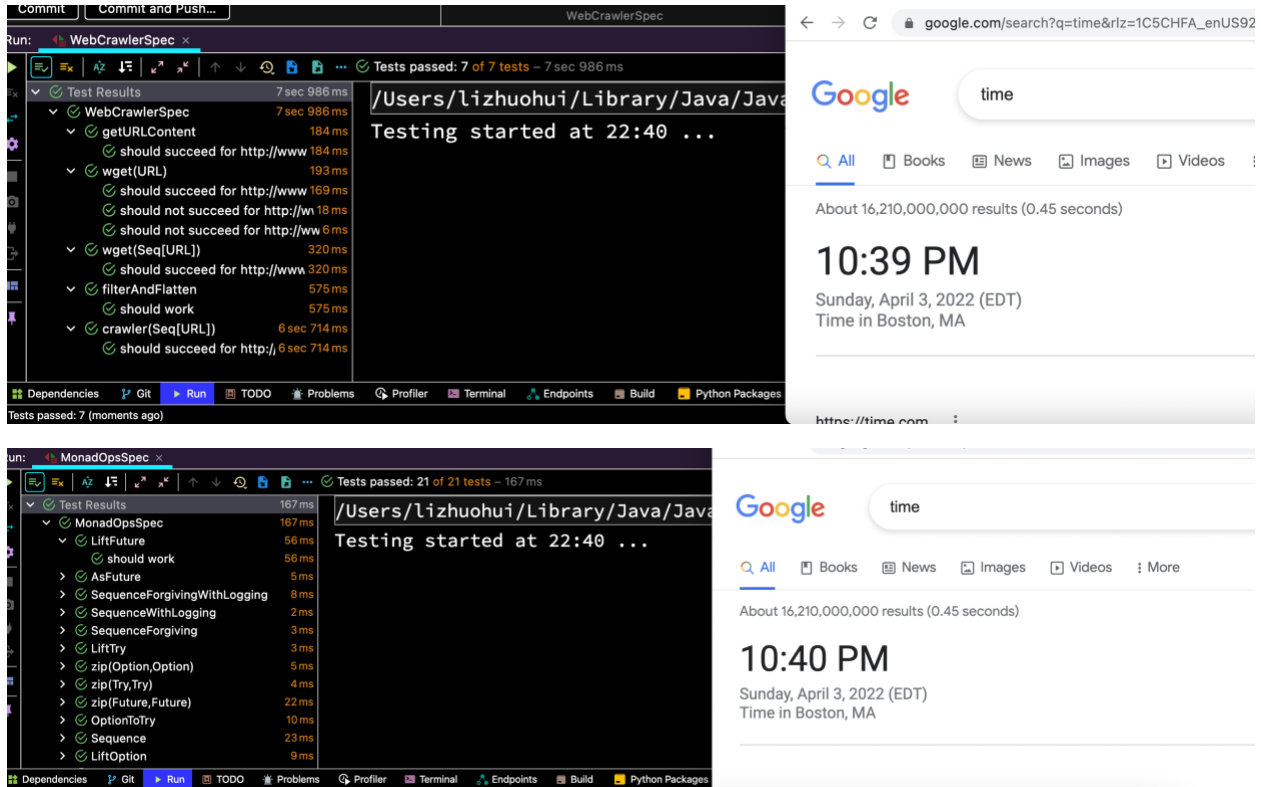 Commit Commit and Push...
WebCrawlerSpec
Run: WebCrawlerSpec ×
Tests passed: 7 of 7 tests – 7 sec 986 ms
Test Results 7 sec 986 ms
WebCrawlerSpec 7 sec 986 ms
getURLContent 184 ms
should succeed for http://www 184 ms
wget(URL) 193 ms
should succeed for http://www 169 ms
should not succeed for http://w 18 ms
should not succeed for http://ww 6 ms
wget(Seq[URL]) 320 ms
should succeed for http://www 320 ms
filterAndFlatten 575 ms
should work 575 ms
crawler(Seq[URL]) 6 sec 714 ms
should succeed for http:/ 6 sec 714 ms
/Users/lizhuohui/Library/Java/Java
Testing started at 22:40 ...
Dependencies Git Run TODO Problems Profiler Terminal Endpoints Build Python Packages
Tests passed: 7 (moments ago)
google.com/search?q=time&rlz=1C5CHFA_enUS92
Google time
All Books News Images Videos
About 16,210,000,000 results (0.45 seconds)
10:39 PM
Sunday, April 3, 2022 (EDT)
Time in Boston, MA
https://time.com
Run: MonadOpsSpec ×
Tests passed: 21 of 21 tests – 167 ms
Test Results 167 ms
MonadOpsSpec 167 ms
LiftFuture 56 ms
should work 56 ms
AsFuture 5 ms
SequenceForgivingWithLogging 8 ms
SequenceWithLogging 2 ms
SequenceForgiving 3 ms
LiftTry 3 ms
zip(Option,Option) 5 ms
zip(Try,Try) 4 ms
zip(Future,Future) 22 ms
OptionToTry 10 ms
Sequence 23 ms
LiftOption 9 ms
/Users/lizhuohui/Library/Java/Java
Testing started at 22:40 ...
Dependencies Git Run TODO Problems Profiler Terminal Endpoints Build Python Packages
Google time
All Books News Images Videos More
About 16,210,000,000 results (0.45 seconds)
10:40 PM
Sunday, April 3, 2022 (EDT)
Time in Boston, MA